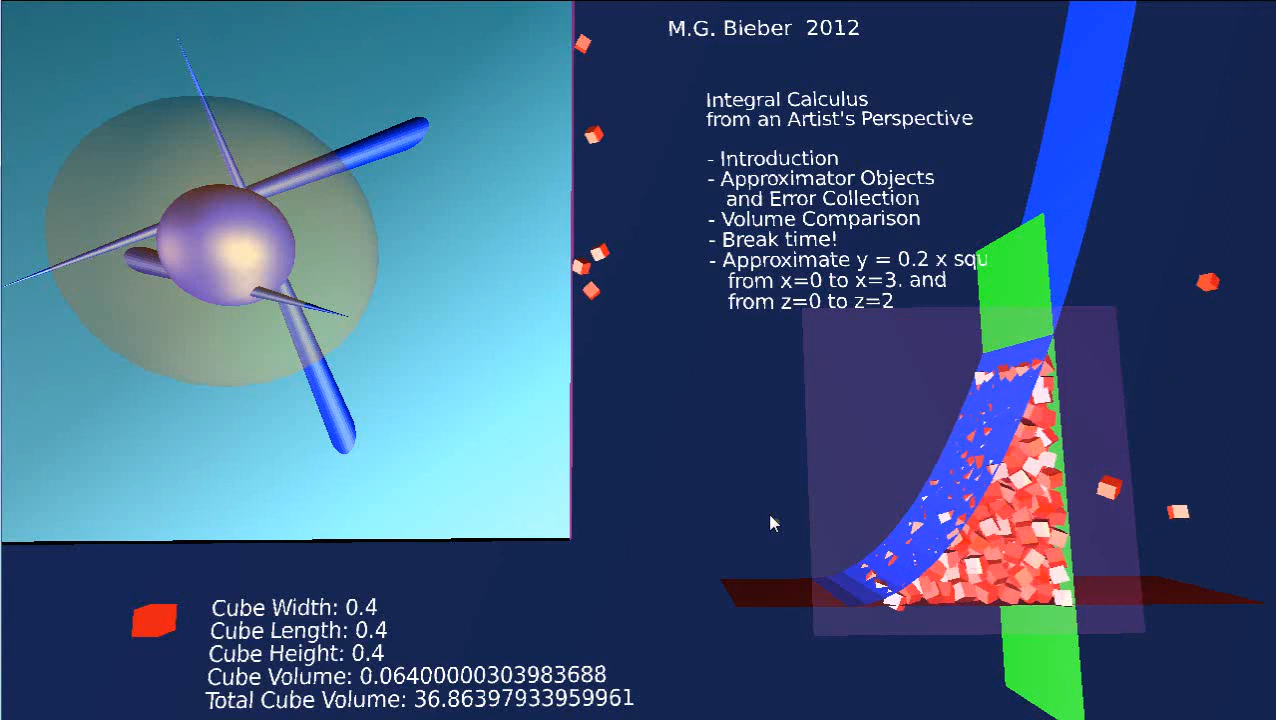 M.G. Bieber 2012
Integral Calculus
from an Artist's Perspective
- Introduction
- Approximator Objects
and Error Collection
- Volume Comparison
- Break time!
- Approximate y = 0.2 x squ
from x=0 to x=3. and
from z=0 to z=2
Cube Width: 0.4
Cube Length: 0.4
Cube Height: 0.4
Cube Volume: 0.06400000303983688
Total Cube Volume: 36.86397933959961